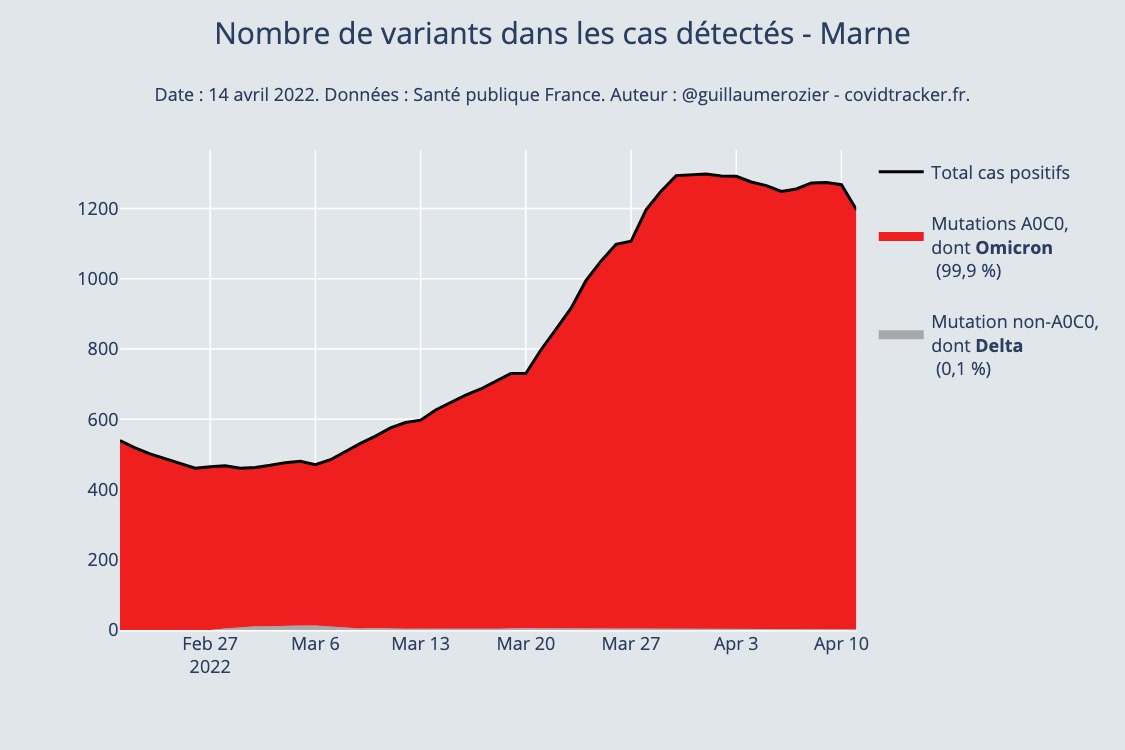 Nombre de variants dans les cas détectés - Marne
Date : 14 avril 2022. Données : Santé publique France. Auteur : @guillaumerozier - covidtracker.fr.
Total cas positifs
Mutations A0C0,
dont Omicron
(99,9 %)
Mutation non-A0C0,
dont Delta
(0,1 %)
1200
1000
800
600
400
200
0
Feb 27 Mar 6 Mar 13 Mar 20 Mar 27 Apr 3 Apr 10
2022